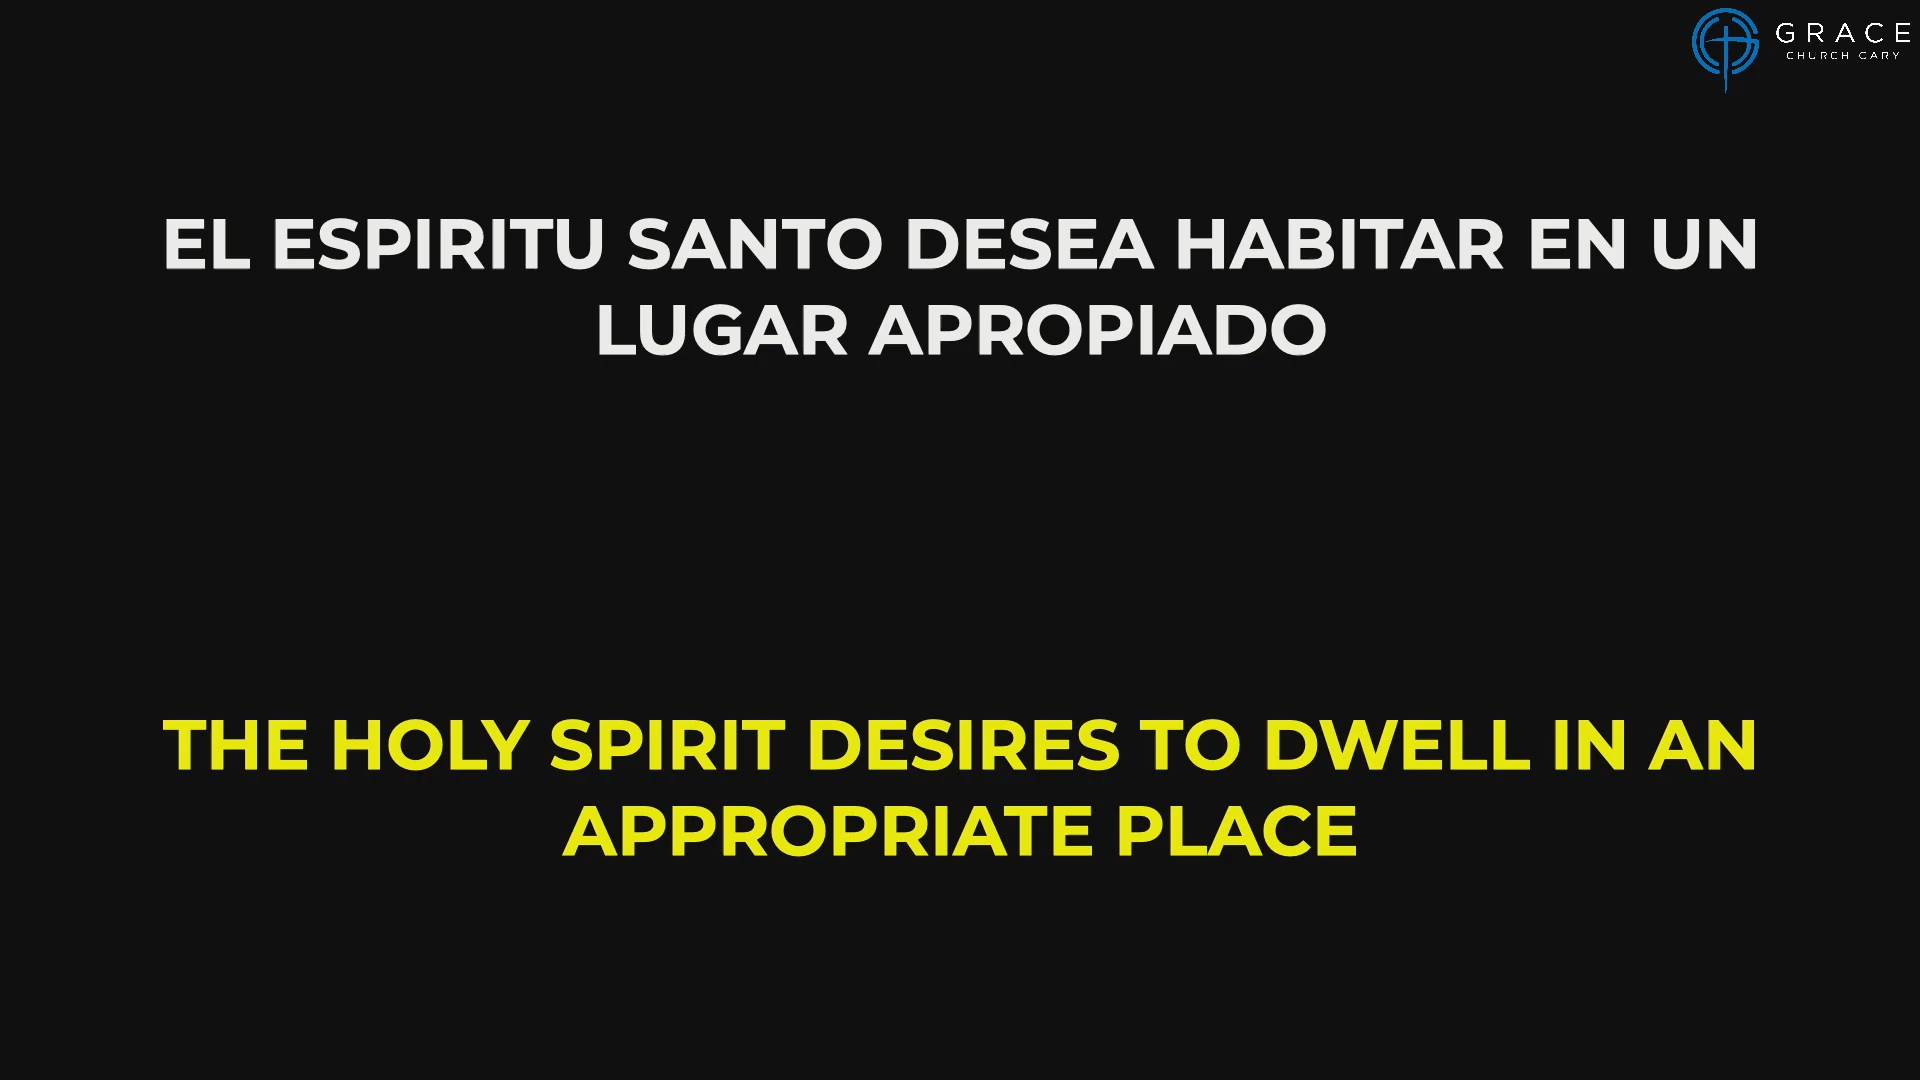 GRACE
CHURCH CARY
EL ESPIRITU SANTO DESEA HABITAR EN UN
LUGAR APROPIADO
THE HOLY SPIRIT DESIRES TO DWELL IN AN
APPROPRIATE PLACE